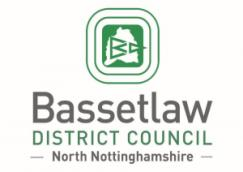 Bassetlaw
DISTRICT COUNCIL
— North Nottinghamshire —